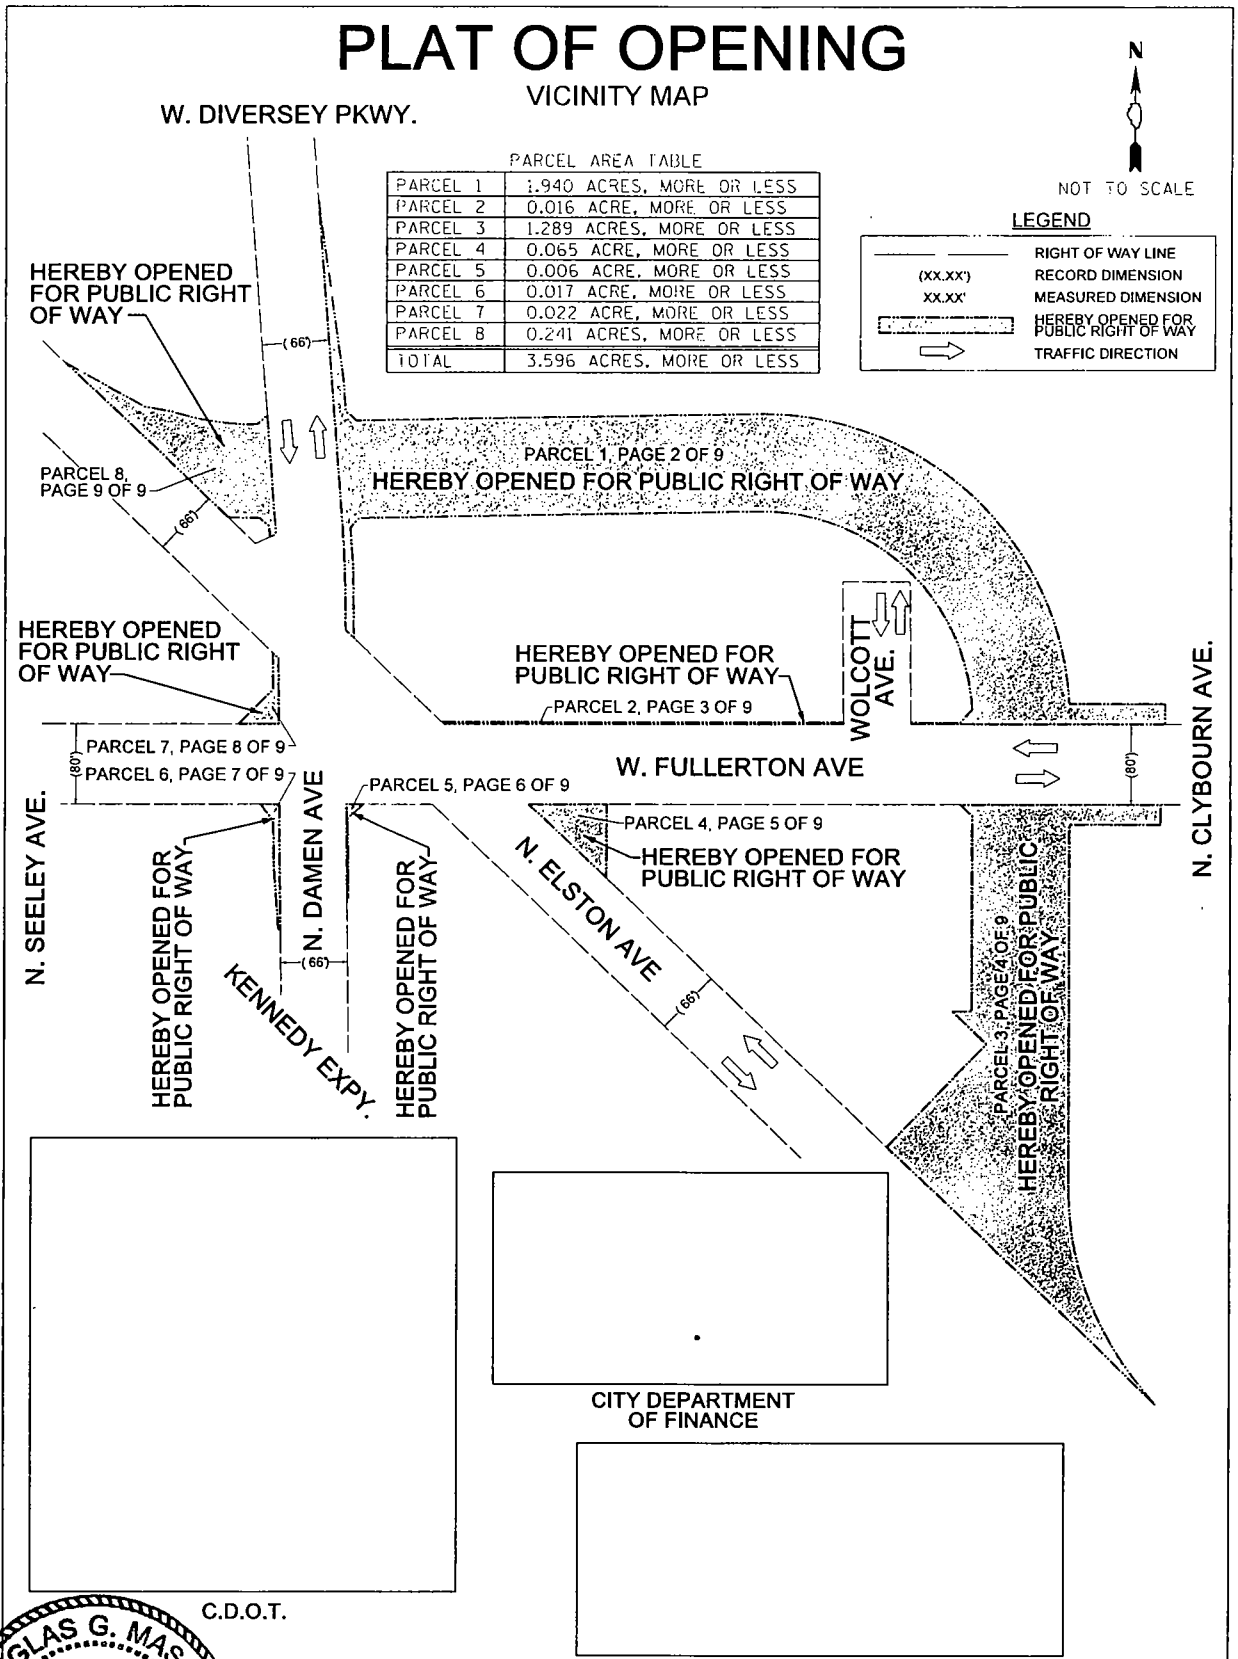 PLAT OF OPENING
VICINITY MAP
N
NOT TO SCALE
W. DIVERSEY PKWY.
PARCEL AREA TABLE
PARCEL 1 1.940 ACRES, MORE OR LESS
PARCEL 2 0.016 ACRE, MORE OR LESS
PARCEL 3 1.289 ACRES, MORE OR LESS
PARCEL 4 0.065 ACRE, MORE OR LESS
PARCEL 5 0.006 ACRE, MORE OR LESS
PARCEL 6 0.017 ACRE, MORE OR LESS
PARCEL 7 0.022 ACRE, MORE OR LESS
PARCEL 8 0.241 ACRES, MORE OR LESS
TOTAL 3.596 ACRES, MORE OR LESS
LEGEND
RIGHT OF WAY LINE
(XX.XX') RECORD DIMENSION
XX.XX' MEASURED DIMENSION
HEREBY OPENED FOR
PUBLIC RIGHT OF WAY
TRAFFIC DIRECTION
HEREBY OPENED
FOR PUBLIC RIGHT
OF WAY
(66')
PARCEL 8,
PAGE 9 OF 9
(66')
PARCEL 1, PAGE 2 OF 9
HEREBY OPENED FOR PUBLIC RIGHT OF WAY
HEREBY OPENED
FOR PUBLIC RIGHT
OF WAY
HEREBY OPENED FOR
PUBLIC RIGHT OF WAY
PARCEL 2, PAGE 3 OF 9
WOLCOTT
AVE.
N. CLYBOURN AVE.
(80')
PARCEL 7, PAGE 8 OF 9
PARCEL 6, PAGE 7 OF 9
W. FULLERTON AVE
(80')
PARCEL 5, PAGE 6 OF 9
PARCEL 4, PAGE 5 OF 9
HEREBY OPENED FOR
PUBLIC RIGHT OF WAY
N. SEELEY AVE.
HEREBY OPENED FOR
PUBLIC RIGHT OF WAY
N. DAMEN AVE
(66')
KENNEDY EXPY.
HEREBY OPENED FOR
PUBLIC RIGHT OF WAY
N. ELSTON AVE
(66')
PARCEL 3, PAGE 4 OF 9
HEREBY OPENED FOR PUBLIC
RIGHT OF WAY
CITY DEPARTMENT
OF FINANCE
C.D.O.T.
GLAS G. MAS